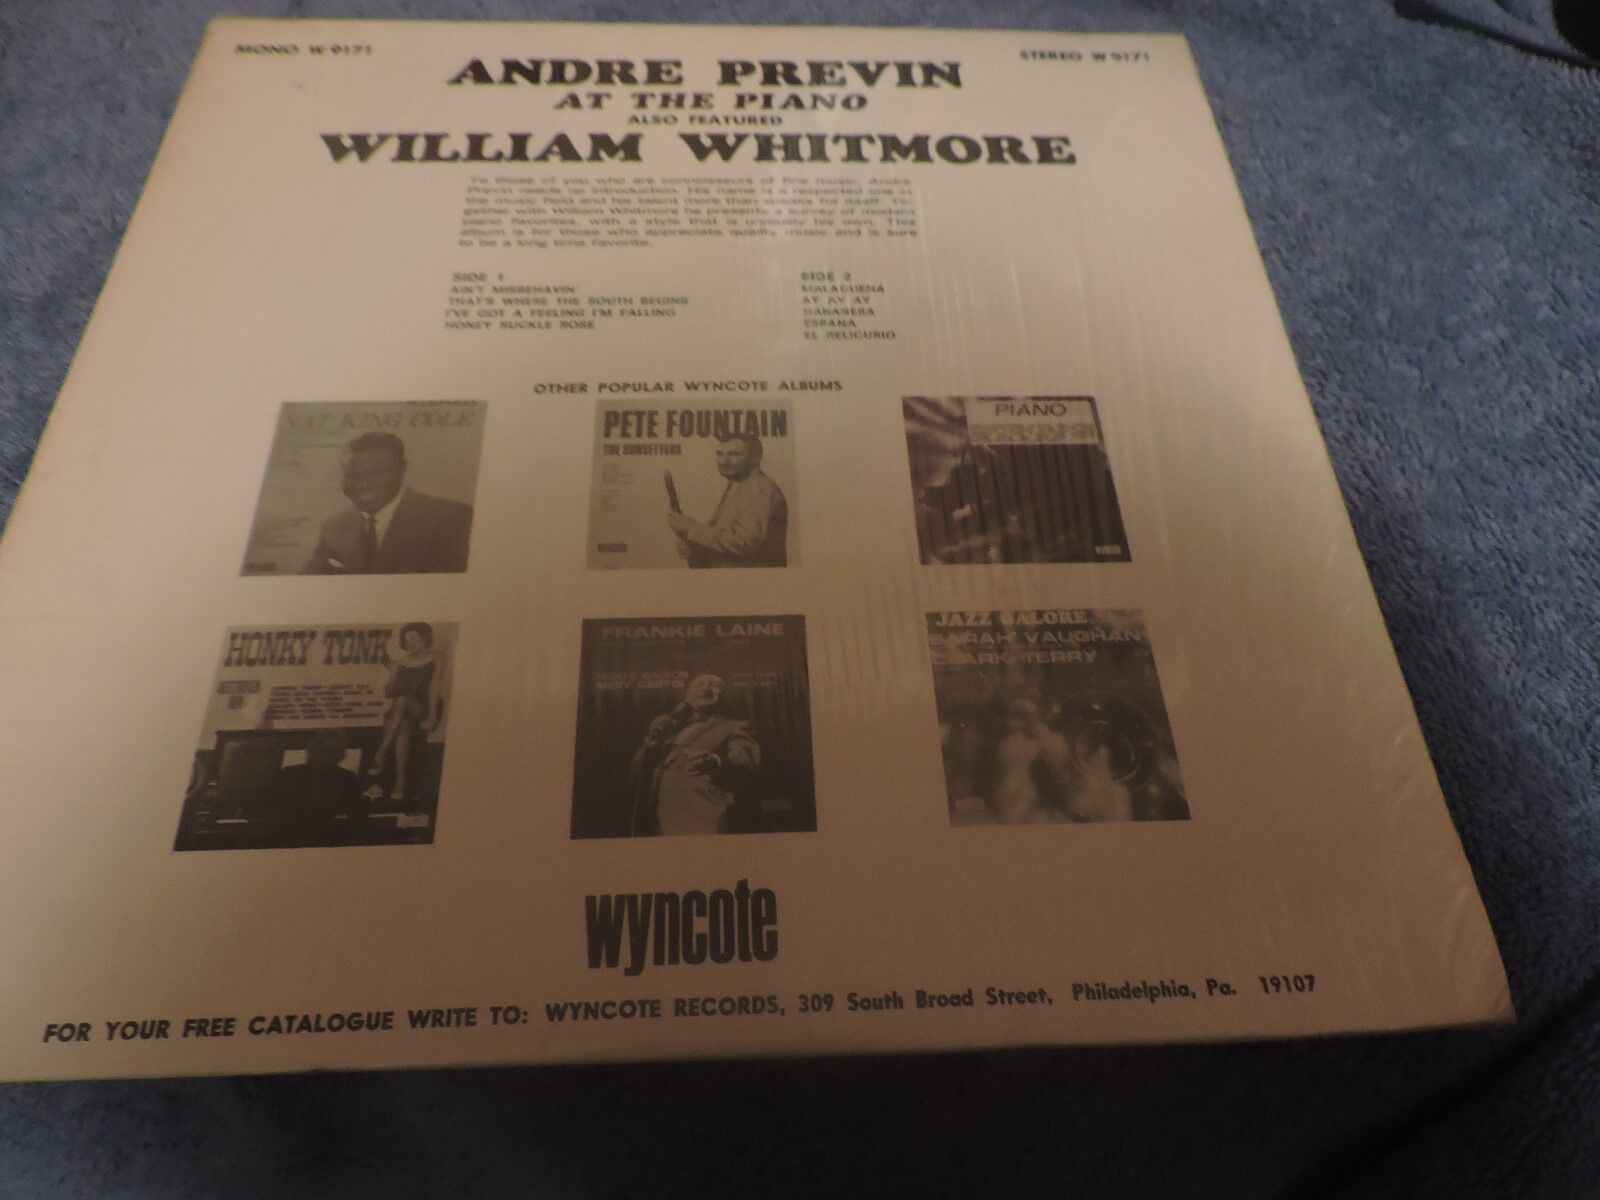 MONO W 9171
STEREO W 9171
ANDRE PREVIN
AT THE PIANO
ALSO FEATURED
WILLIAM WHITMORE
To those of you who are connoisseurs of fine music, Andre
Previn needs no introduction. His name is a respected one in
the music field and his talent more than speaks for itself. To-
gether with William Whitmore he presents a survey of modern
piano favorites, with a style that is uniquely his own. This
album is for those who appreciate quality music and is sure
to be a long time favorite.
SIDE 1
AIN'T MISBEHAVIN'
THAT'S WHERE THE SOUTH BEGINS
I'VE GOT A FEELING I'M FALLING
HONEY SUCKLE ROSE
SIDE 2
MALAGUENA
AY AY AY
HABANERA
ESPANA
EL RELICURIO
OTHER POPULAR WYNCOTE ALBUMS
NAT KING COLE
PETE FOUNTAIN
THE SUNSETTERS
PIANO
HONKY TONK
FRANKIE LAINE
MERV GRIFFIN
JAZZ GALORE
SARAH VAUGHAN
CLARK TERRY
wyncote
FOR YOUR FREE CATALOGUE WRITE TO: WYNCOTE RECORDS, 309 South Broad Street, Philadelphia, Pa. 19107